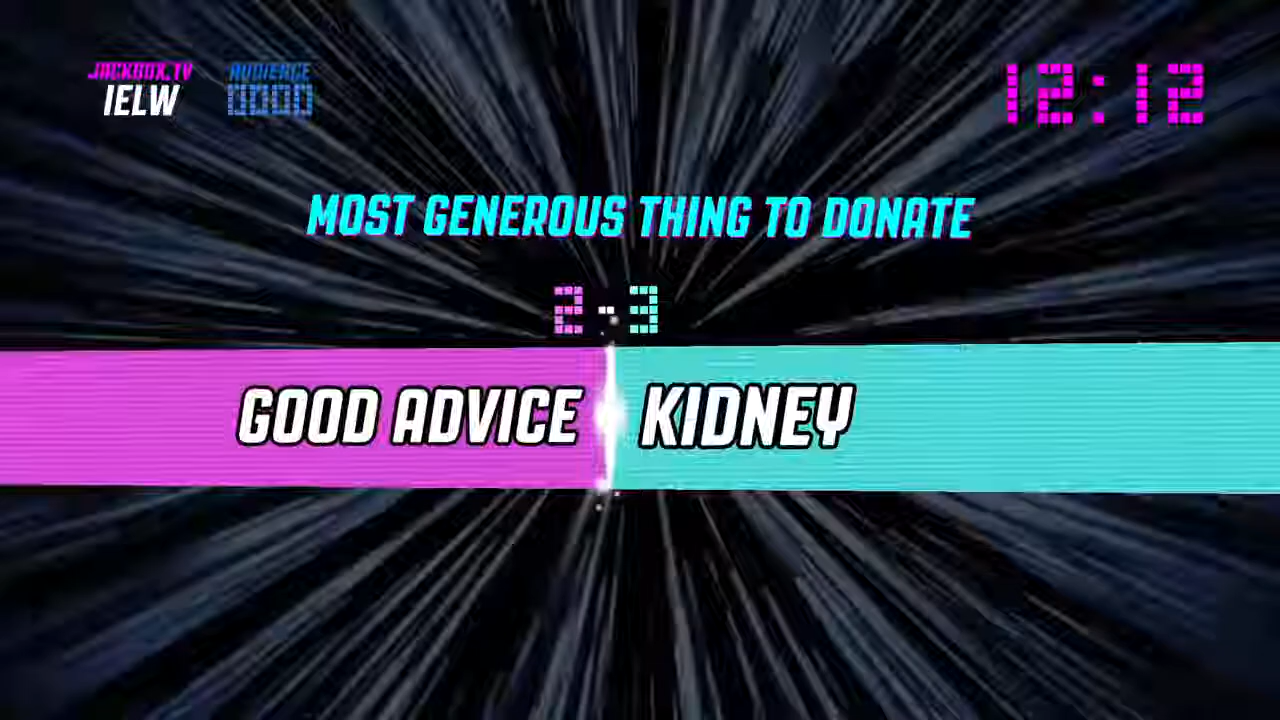 JACKBOX.TV
IELW
AUDIENCE
0000
12:12
MOST GENEROUS THING TO DONATE
2-3
GOOD ADVICE
KIDNEY